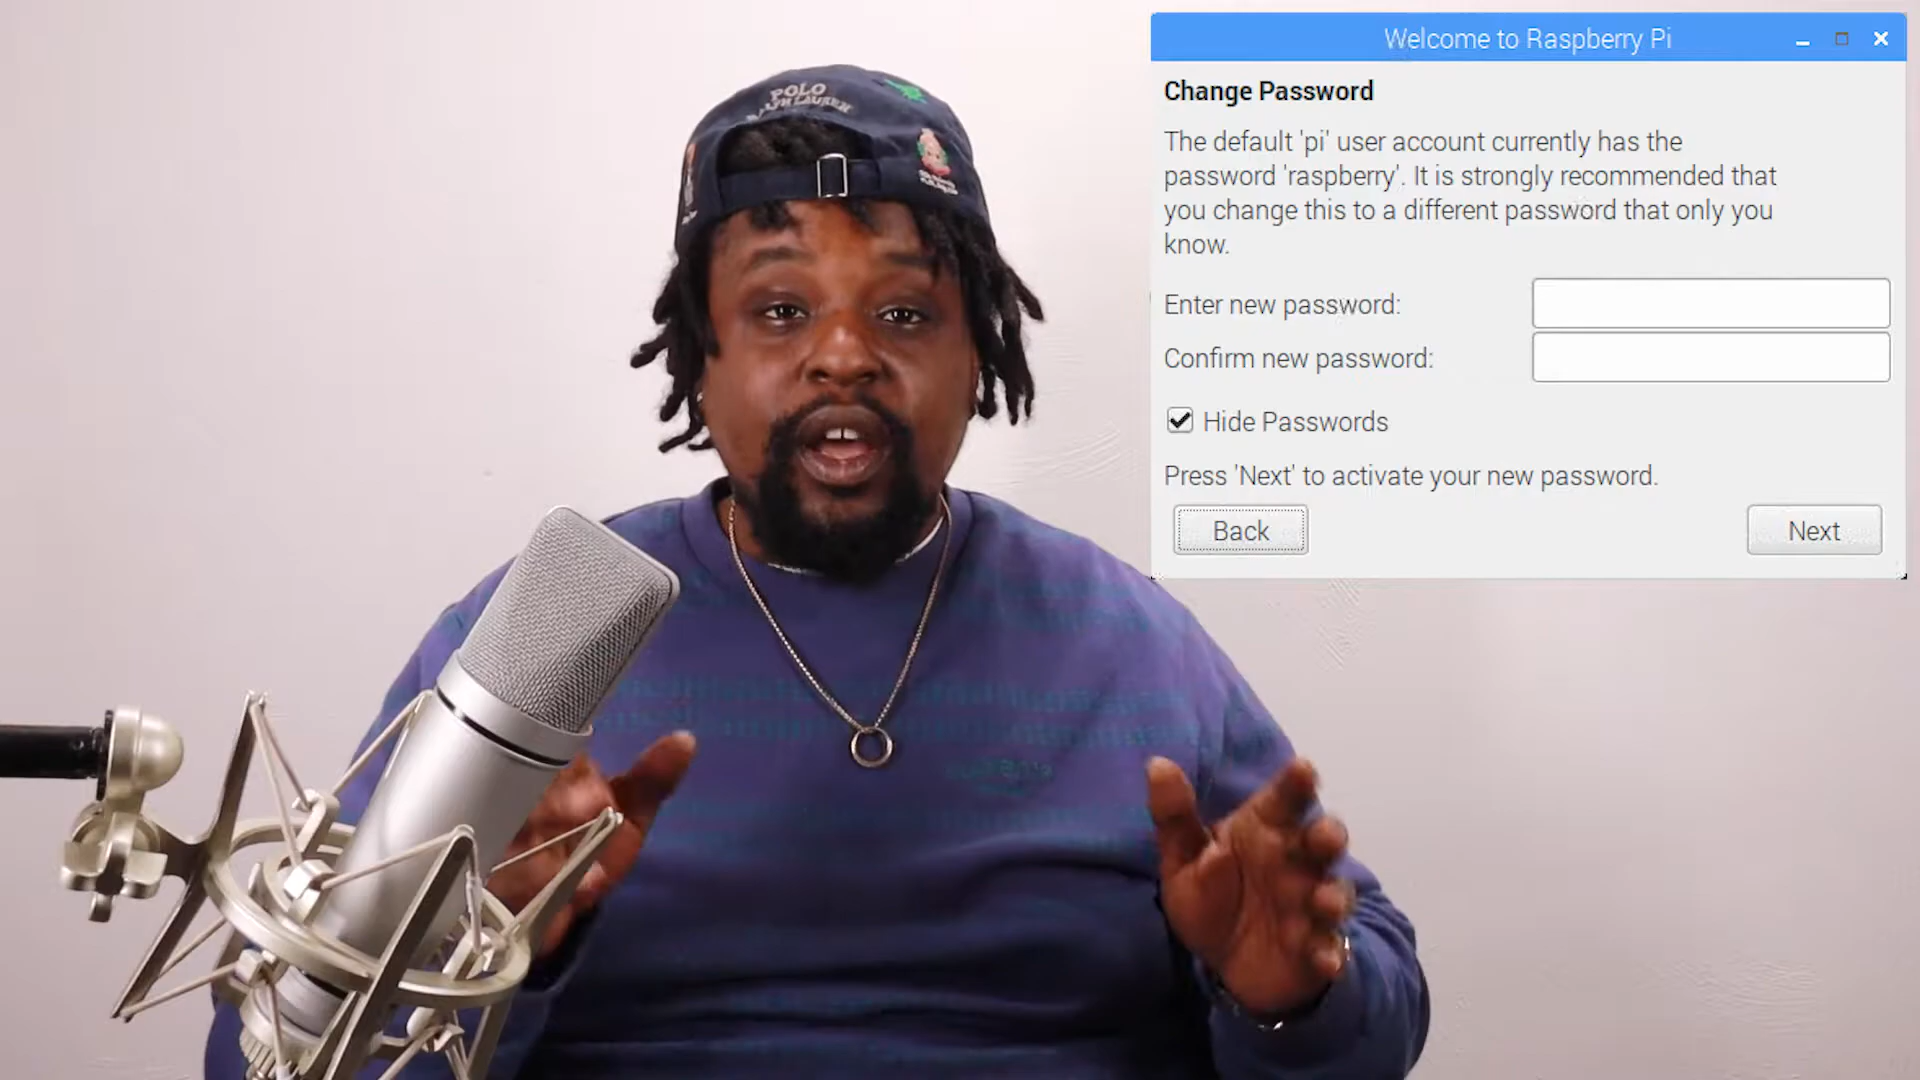 POLO
RALPH LAUREN
Welcome to Raspberry Pi
Change Password
The default 'pi' user account currently has the
password 'raspberry'. It is strongly recommended that
you change this to a different password that only you
know.
Enter new password:
Confirm new password:
Hide Passwords
Press 'Next' to activate your new password.
Back
Next